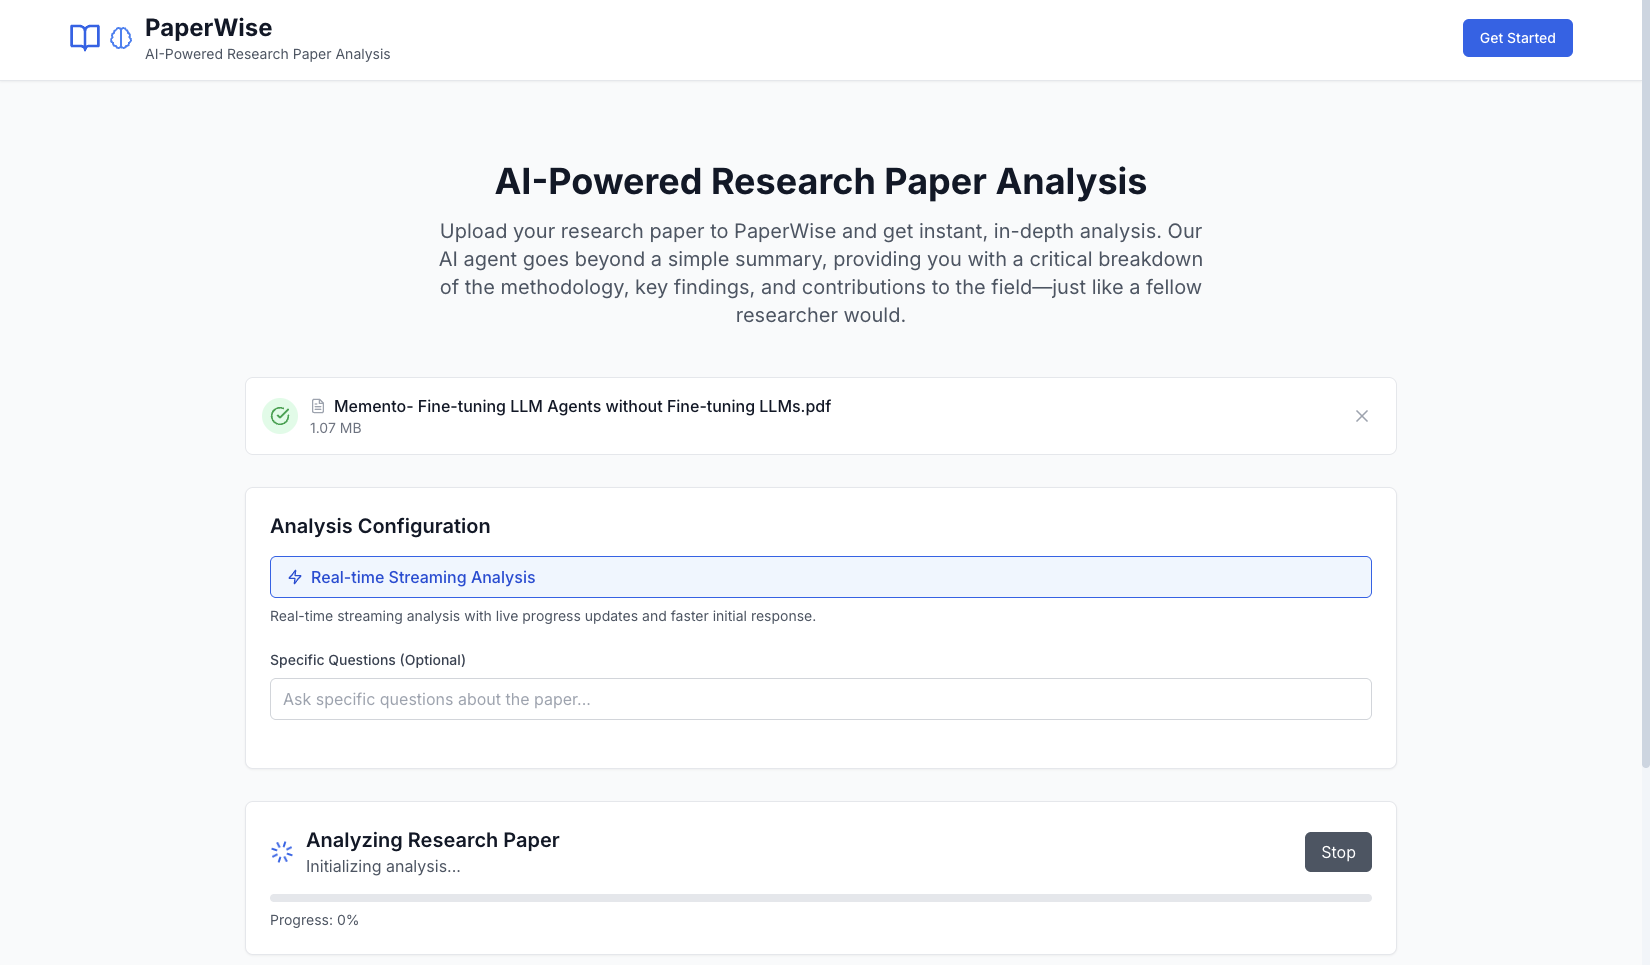 PaperWise
AI-Powered Research Paper Analysis
Get Started
AI-Powered Research Paper Analysis
Upload your research paper to PaperWise and get instant, in-depth analysis. Our
AI agent goes beyond a simple summary, providing you with a critical breakdown
of the methodology, key findings, and contributions to the field—just like a fellow
researcher would.
Memento- Fine-tuning LLM Agents without Fine-tuning LLMs.pdf
1.07 MB
Analysis Configuration
Real-time Streaming Analysis
Real-time streaming analysis with live progress updates and faster initial response.
Specific Questions (Optional)
Ask specific questions about the paper...
Analyzing Research Paper
Initializing analysis...
Stop
Progress: 0%